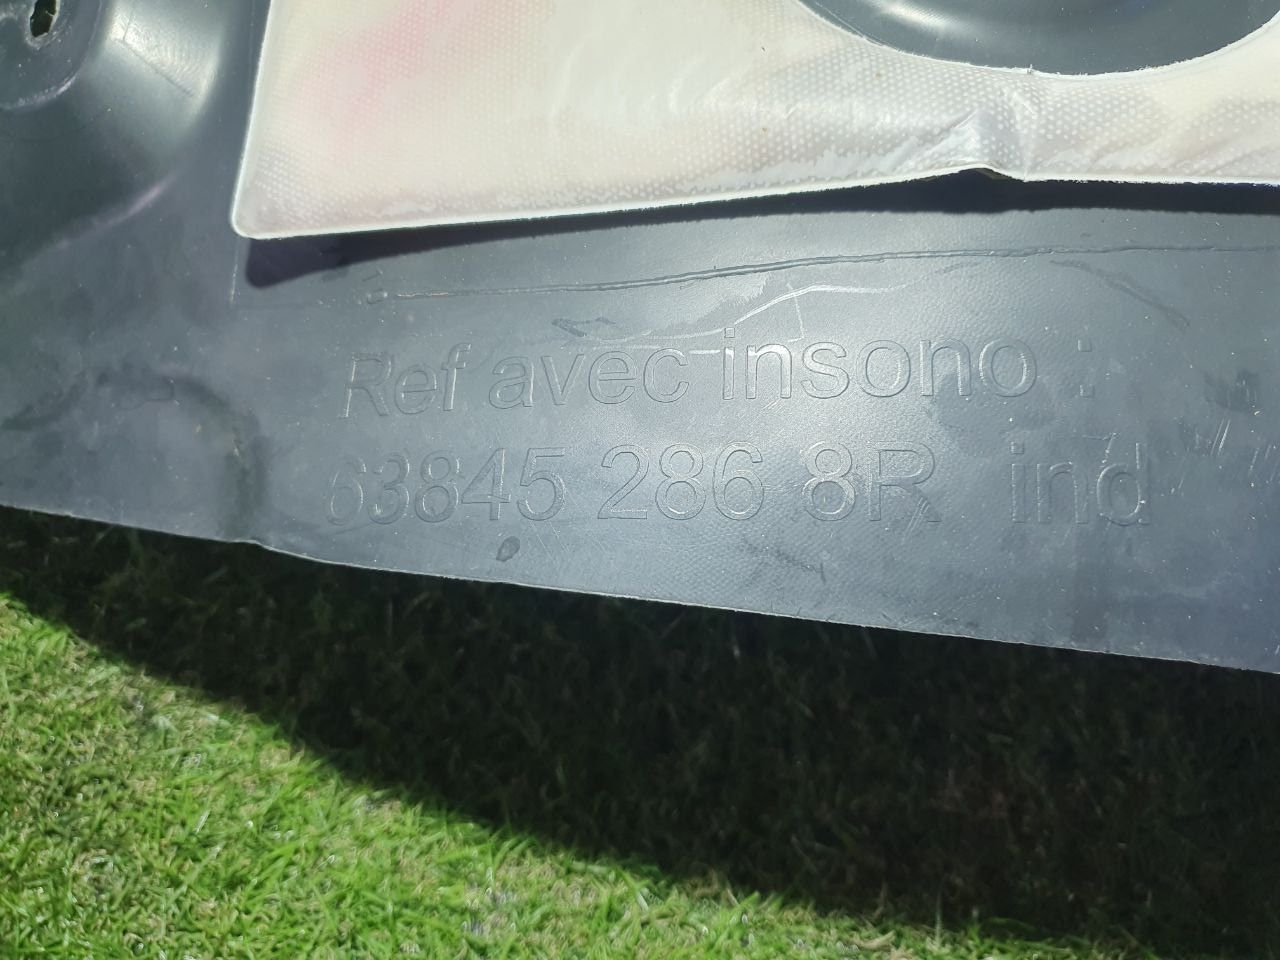 Ref avec insono :
63845 286 8R ind